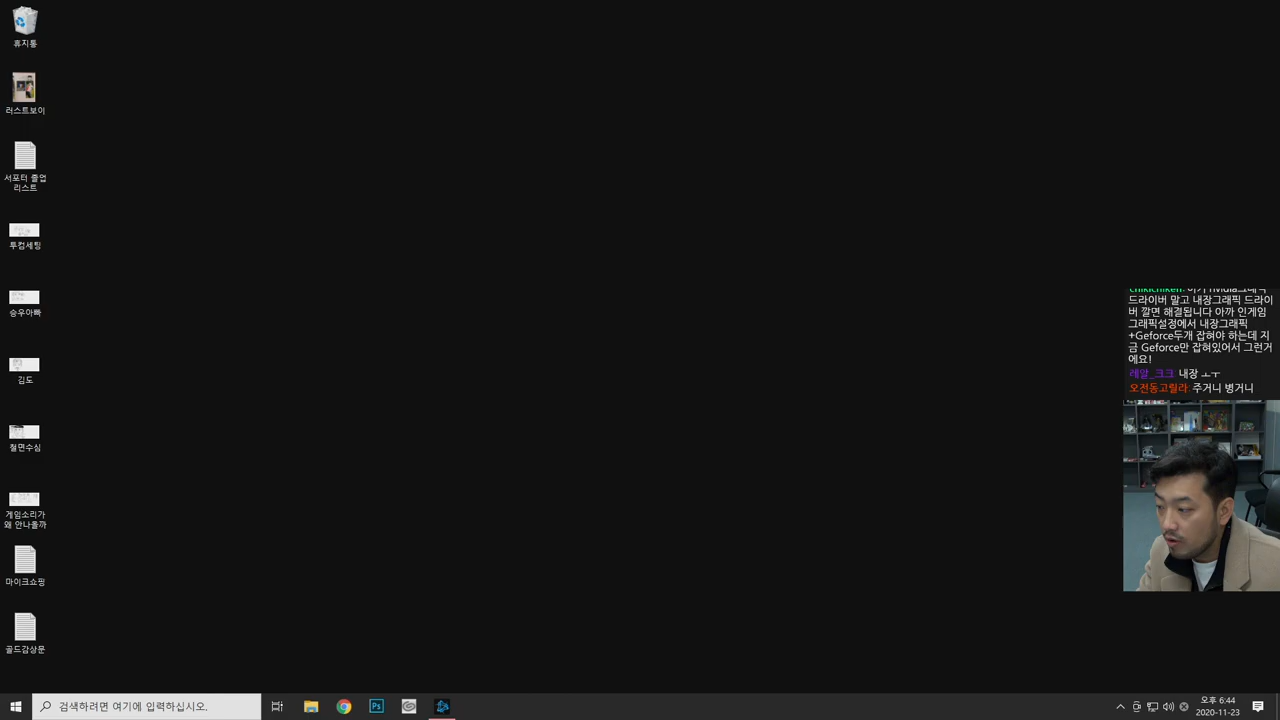 휴지통
러스트보이
서포터 졸업
리스트
투컴세팅
승우아빠
김도
철면수심
게임소리가
왜 안나올까
마이크쇼핑
골드감상문
드라이버 말고 내장그래픽 드라이
버 깔면 해결됩니다 아까 인게임
그래픽설정에서 내장그래픽
+Geforce두개 잡혀야 하는데 지
금 Geforce만 잡혀있어서 그런거
에요!
레알_크크 내장 ㅗㅜ
오전동고릴라: 주거니 병거니
검색하려면 여기에 입력하십시오.
Ps
오후 6:44
2020-11-23